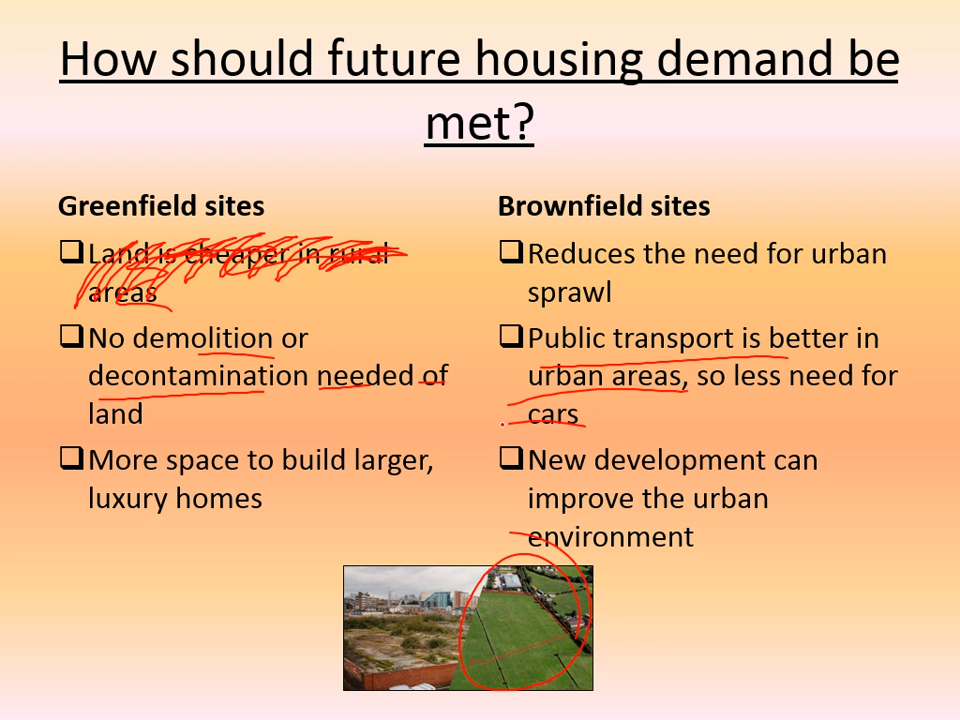 How should future housing demand be
met?
Greenfield sites
Land is cheaper in rural
areas
No demolition or
decontamination needed of
land
More space to build larger,
luxury homes
Brownfield sites
Reduces the need for urban
sprawl
Public transport is better in
urban areas, so less need for
cars
New development can
improve the urban
environment